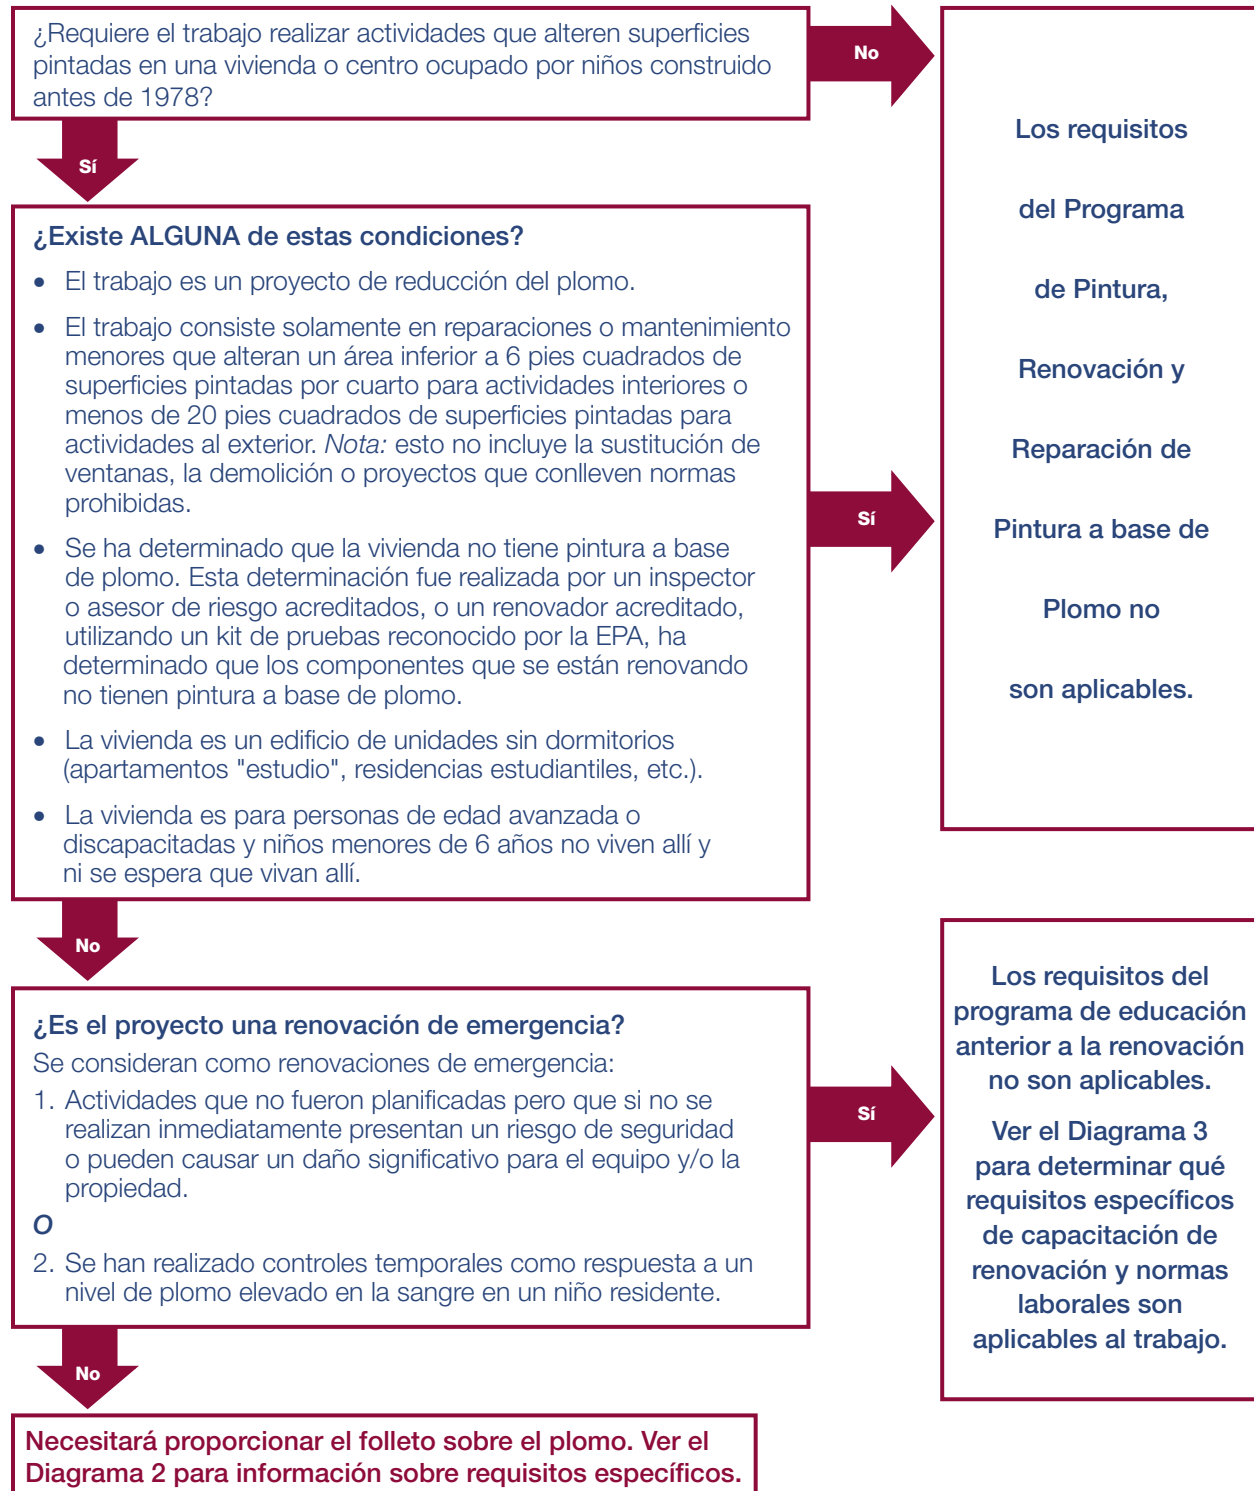 ¿Requiere el trabajo realizar actividades que alteren superficies
pintadas en una vivienda o centro ocupado por niños construido
antes de 1978?
No
Sí
Los requisitos
del Programa
de Pintura,
Renovación y
Reparación de
Pintura a base de
Plomo no
son aplicables.
¿Existe ALGUNA de estas condiciones?
• El trabajo es un proyecto de reducción del plomo.
• El trabajo consiste solamente en reparaciones o mantenimiento
menores que alteran un área inferior a 6 pies cuadrados de
superficies pintadas por cuarto para actividades interiores o
menos de 20 pies cuadrados de superficies pintadas para
actividades al exterior. Nota: esto no incluye la sustitución de
ventanas, la demolición o proyectos que conlleven normas
prohibidas.
• Se ha determinado que la vivienda no tiene pintura a base
de plomo. Esta determinación fue realizada por un inspector
o asesor de riesgo acreditados, o un renovador acreditado,
utilizando un kit de pruebas reconocido por la EPA, ha
determinado que los componentes que se están renovando
no tienen pintura a base de plomo.
• La vivienda es un edificio de unidades sin dormitorios
(apartamentos "estudio", residencias estudiantiles, etc.).
• La vivienda es para personas de edad avanzada o
discapacitadas y niños menores de 6 años no viven allí y
ni se espera que vivan allí.
Sí
No
¿Es el proyecto una renovación de emergencia?
Se consideran como renovaciones de emergencia:
1. Actividades que no fueron planificadas pero que si no se
realizan inmediatamente presentan un riesgo de seguridad
o pueden causar un daño significativo para el equipo y/o la
propiedad.
O
2. Se han realizado controles temporales como respuesta a un
nivel de plomo elevado en la sangre en un niño residente.
Sí
Los requisitos del
programa de educación
anterior a la renovación
no son aplicables.
Ver el Diagrama 3
para determinar qué
requisitos específicos
de capacitación de
renovación y normas
laborales son
aplicables al trabajo.
No
Necesitará proporcionar el folleto sobre el plomo. Ver el
Diagrama 2 para información sobre requisitos específicos.